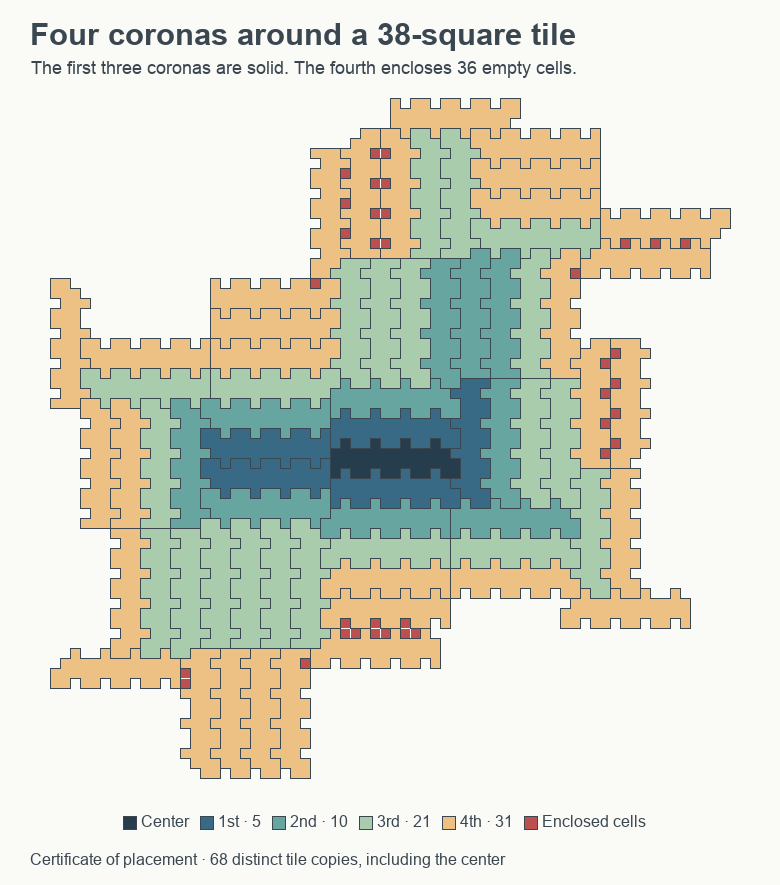 Four coronas around a 38-square tile
The first three coronas are solid. The fourth encloses 36 empty cells.
Center 1st · 5 2nd · 10 3rd · 21 4th · 31 Enclosed cells
Certificate of placement · 68 distinct tile copies, including the center